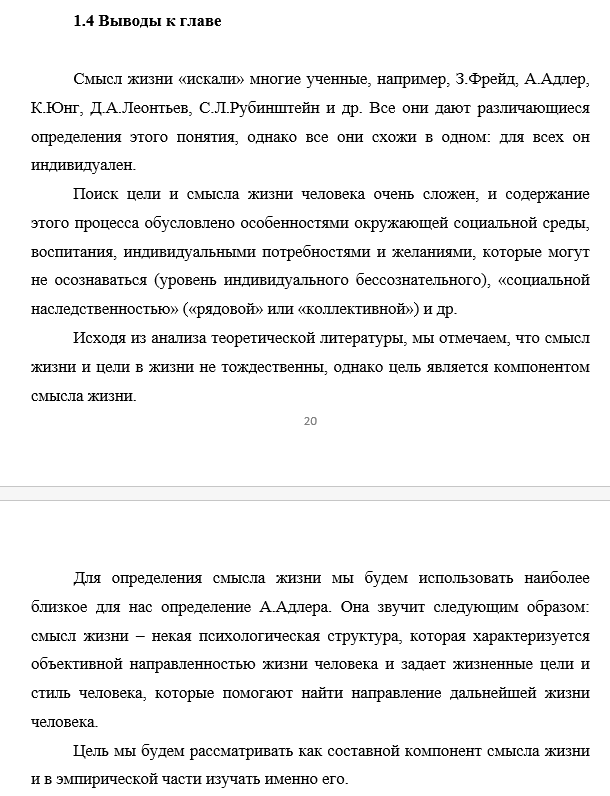 1.4 Выводы к главе
Смысл жизни «искали» многие ученные, например, З.Фрейд, А.Адлер,
К.Юнг, Д.А.Леонтьев, С.Л.Рубинштейн и др. Все они дают различающиеся
определения этого понятия, однако все они схожи в одном: для всех он
индивидуален.
Поиск цели и смысла жизни человека очень сложен, и содержание
этого процесса обусловлено особенностями окружающей социальной среды,
воспитания, индивидуальными потребностями и желаниями, которые могут
не осознаваться (уровень индивидуального бессознательного), «социальной
наследственностью» («рядовой» или «коллективной») и др.
Исходя из анализа теоретической литературы, мы отмечаем, что смысл
жизни и цели в жизни не тождественны, однако цель является компонентом
смысла жизни.
20
Для определения смысла жизни мы будем использовать наиболее
близкое для нас определение А.Адлера. Она звучит следующим образом:
смысл жизни – некая психологическая структура, которая характеризуется
объективной направленностью жизни человека и задает жизненные цели и
стиль человека, которые помогают найти направление дальнейшей жизни
человека.
Цель мы будем рассматривать как составной компонент смысла жизни
и в эмпирической части изучать именно его.